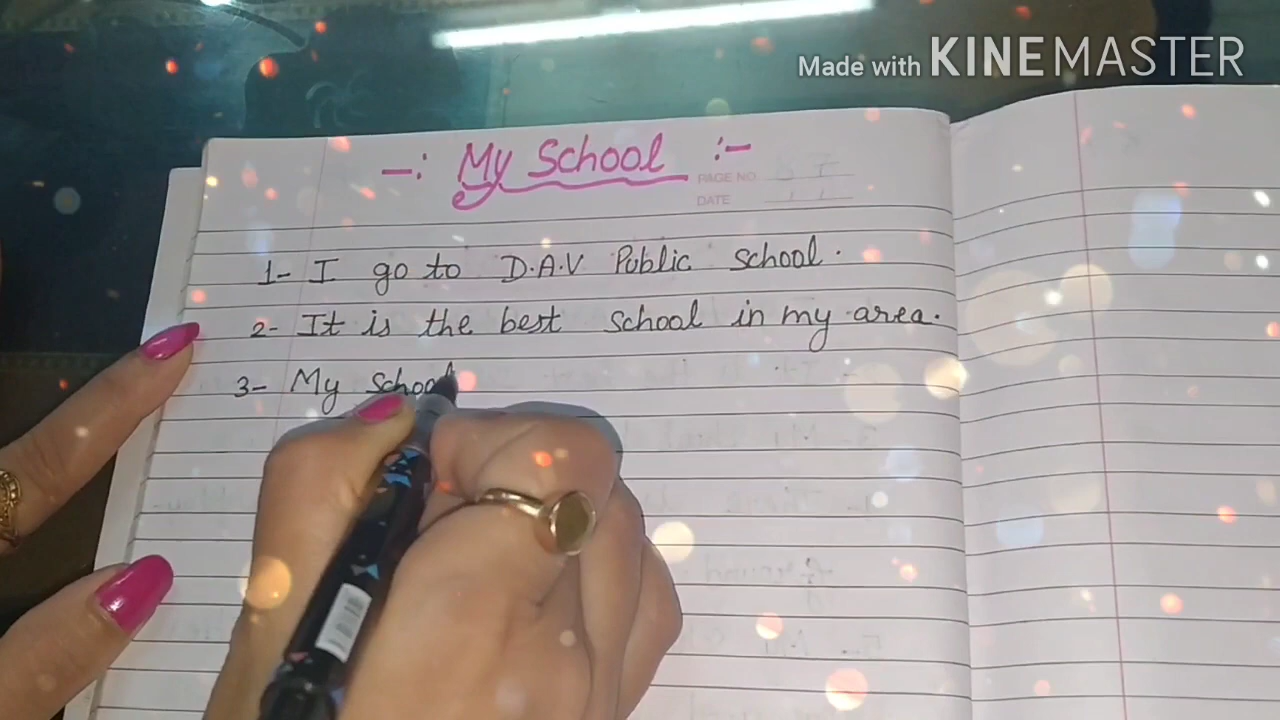 Made with KINEMASTER
-: My School :-
PAGE NO.
DATE
1- I go to D.A.V Public school.
2- It is the best school in my area.
3- My school